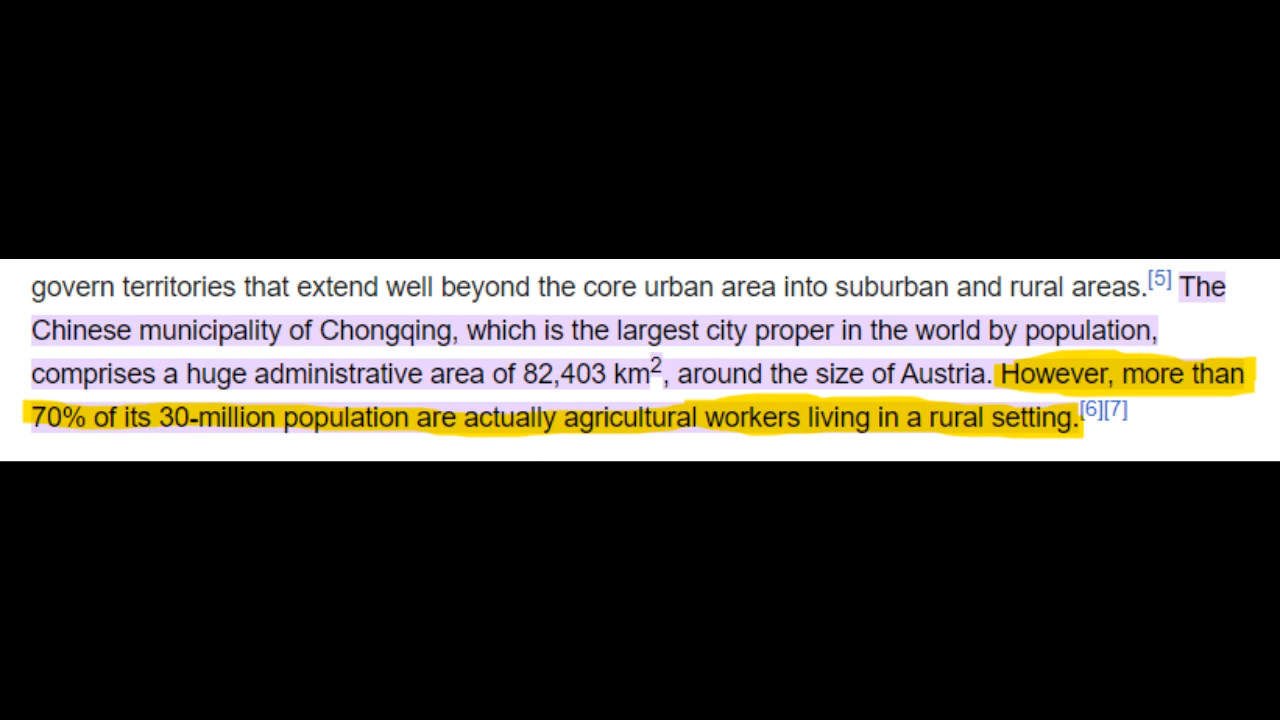 govern territories that extend well beyond the core urban area into suburban and rural areas.[5] The
Chinese municipality of Chongqing, which is the largest city proper in the world by population,
comprises a huge administrative area of 82,403 km2, around the size of Austria. However, more than
70% of its 30-million population are actually agricultural workers living in a rural setting.[6][7]